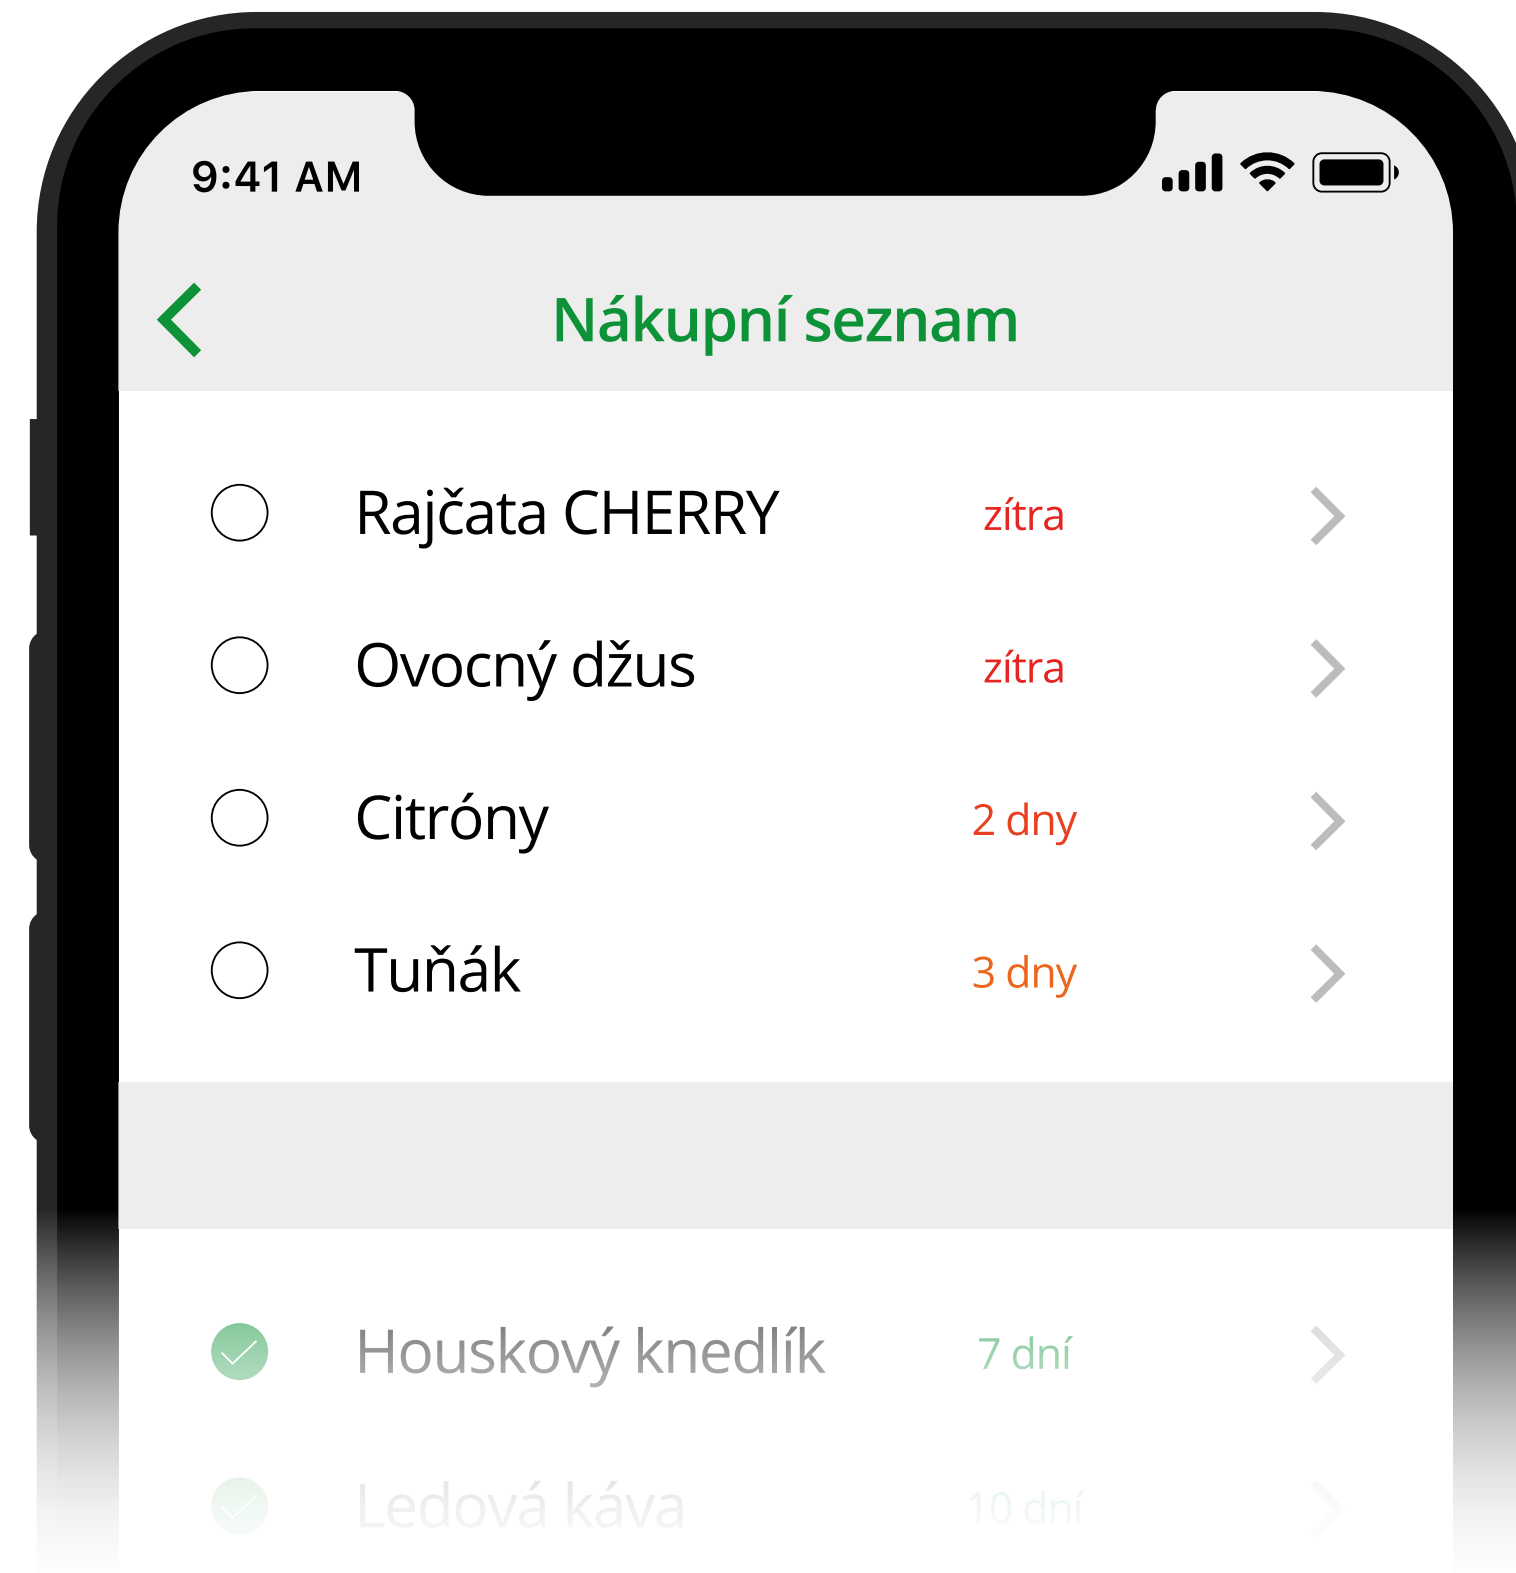 9:41 AM
Nákupní seznam
Rajčata CHERRY zítra
Ovocný džus zítra
Citróny 2 dny
Tuňák 3 dny
Houskový knedlík 7 dní
Ledová káva 10 dní